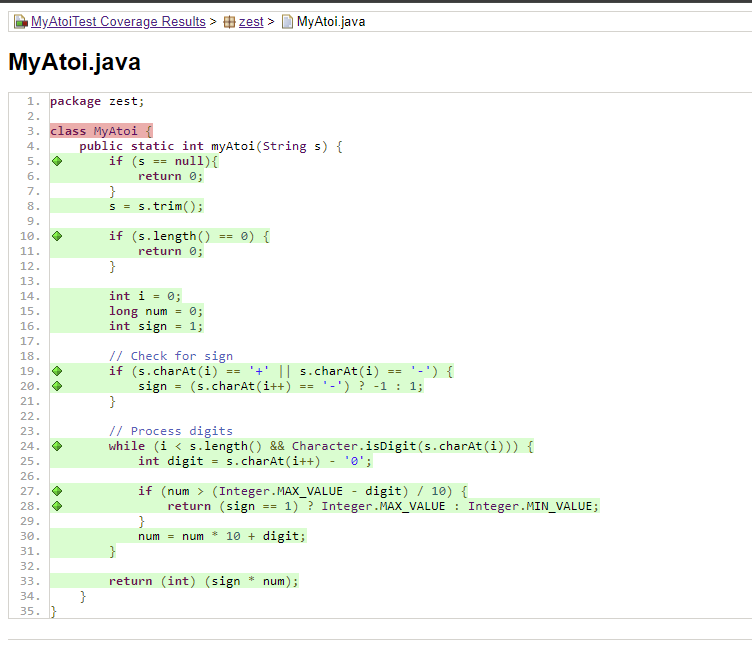 MyAtoiTest Coverage Results > zest > MyAtoi.java
MyAtoi.java
1. package zest;
2.
3. class MyAtoi {
4.     public static int myAtoi(String s) {
5.         if (s == null){
6.             return 0;
7.         }
8.         s = s.trim();
9.
10.         if (s.length() == 0) {
11.             return 0;
12.         }
13.
14.         int i = 0;
15.         long num = 0;
16.         int sign = 1;
17.
18.         // Check for sign
19.         if (s.charAt(i) == '+' || s.charAt(i) == '-') {
20.             sign = (s.charAt(i++) == '-') ? -1 : 1;
21.         }
22.
23.         // Process digits
24.         while (i < s.length() && Character.isDigit(s.charAt(i))) {
25.             int digit = s.charAt(i++) - '0';
26.
27.             if (num > (Integer.MAX_VALUE - digit) / 10) {
28.                 return (sign == 1) ? Integer.MAX_VALUE : Integer.MIN_VALUE;
29.             }
30.             num = num * 10 + digit;
31.         }
32.
33.         return (int) (sign * num);
34.     }
35. }